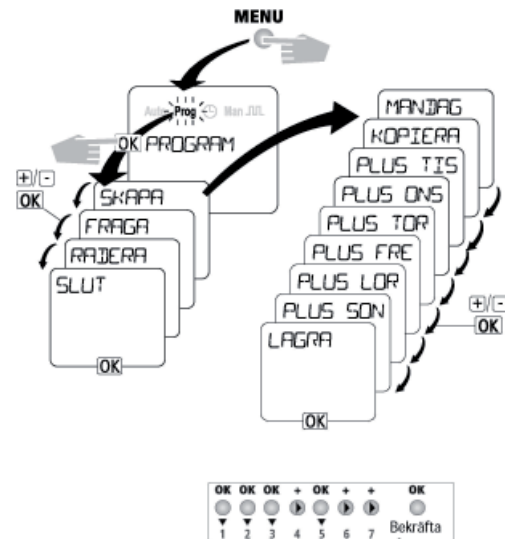 MENU
Auto Prog Man
OK PROGRAM
+/-
OK
SKAPA
FRAGA
RADERA
SLUT
OK
MANDAG
KOPIERA
PLUS TIS
PLUS ONS
PLUS TOR
PLUS FRE
PLUS LOR
PLUS SON
LAGRA
+/-
OK
OK
OK OK OK + OK + + OK
1 2 3 4 5 6 7 Bekräfta